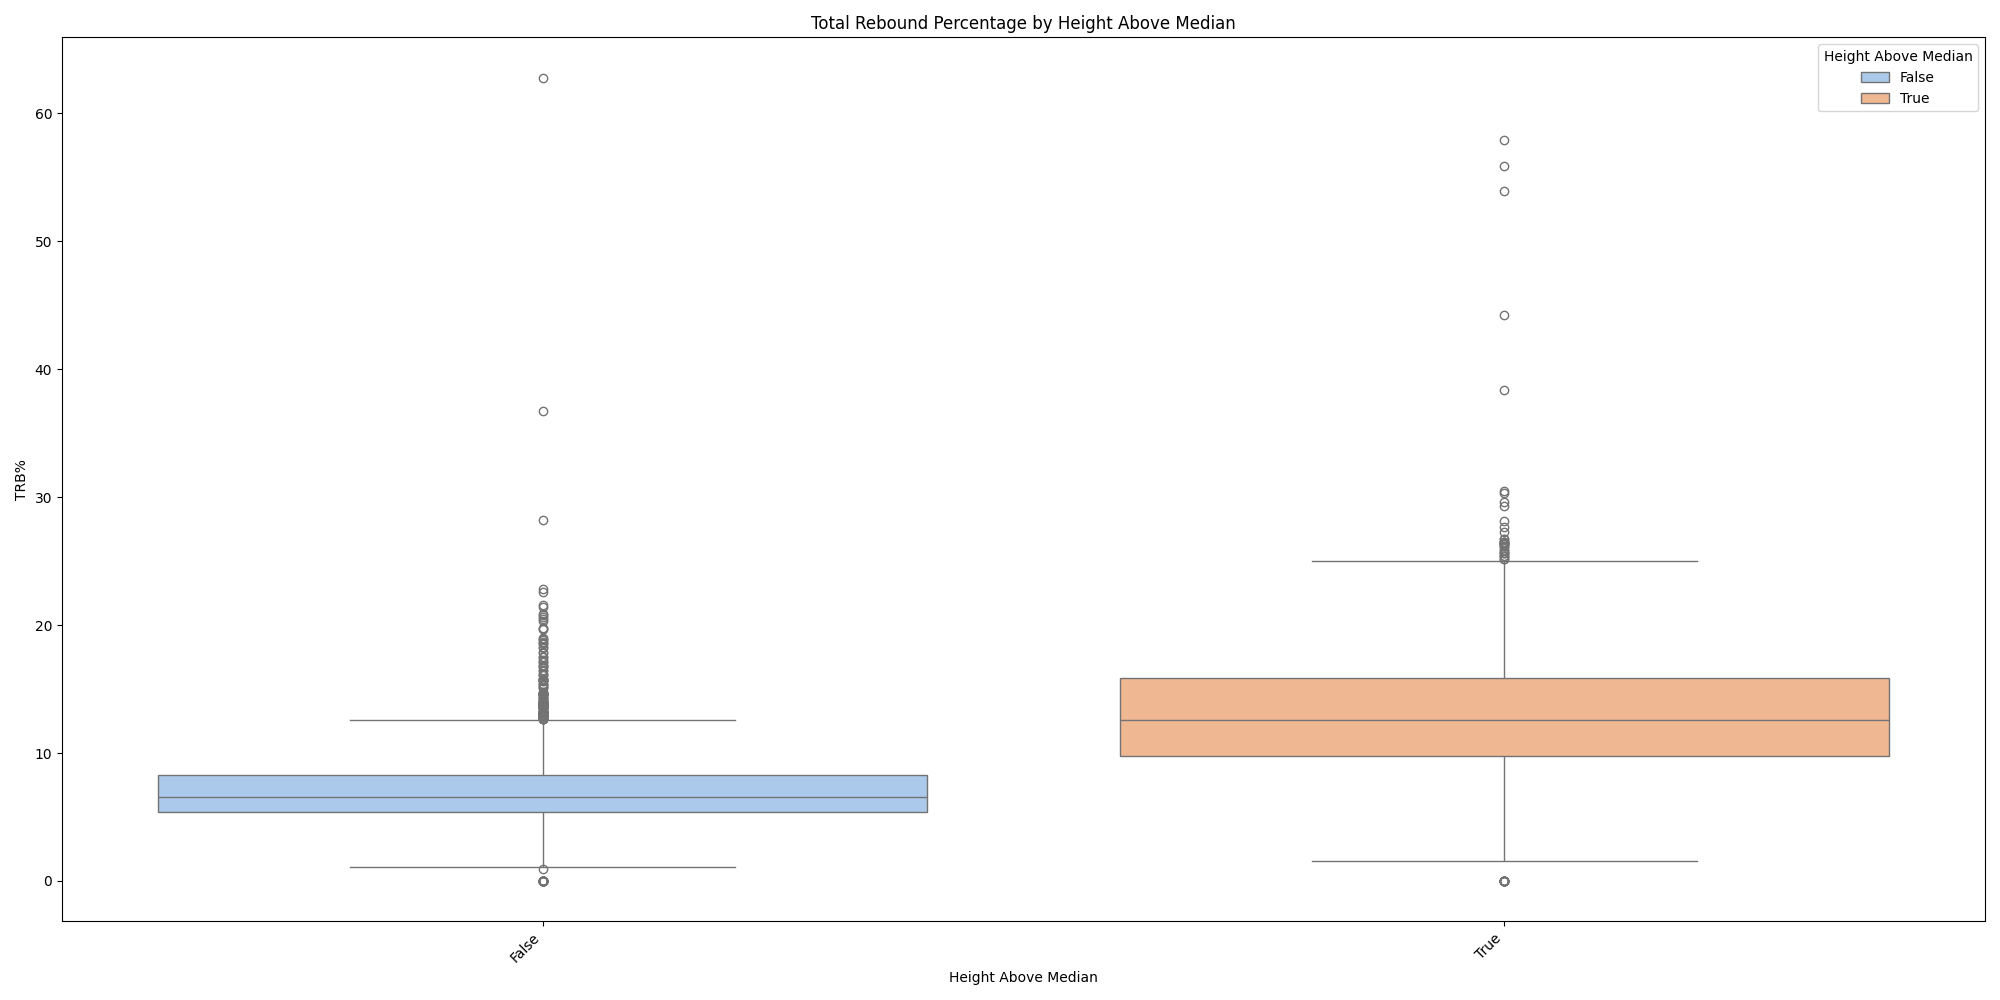 Total Rebound Percentage by Height Above Median
Height Above Median
False
True
60
50
40
30
20
10
0
TRB%
False
True
Height Above Median